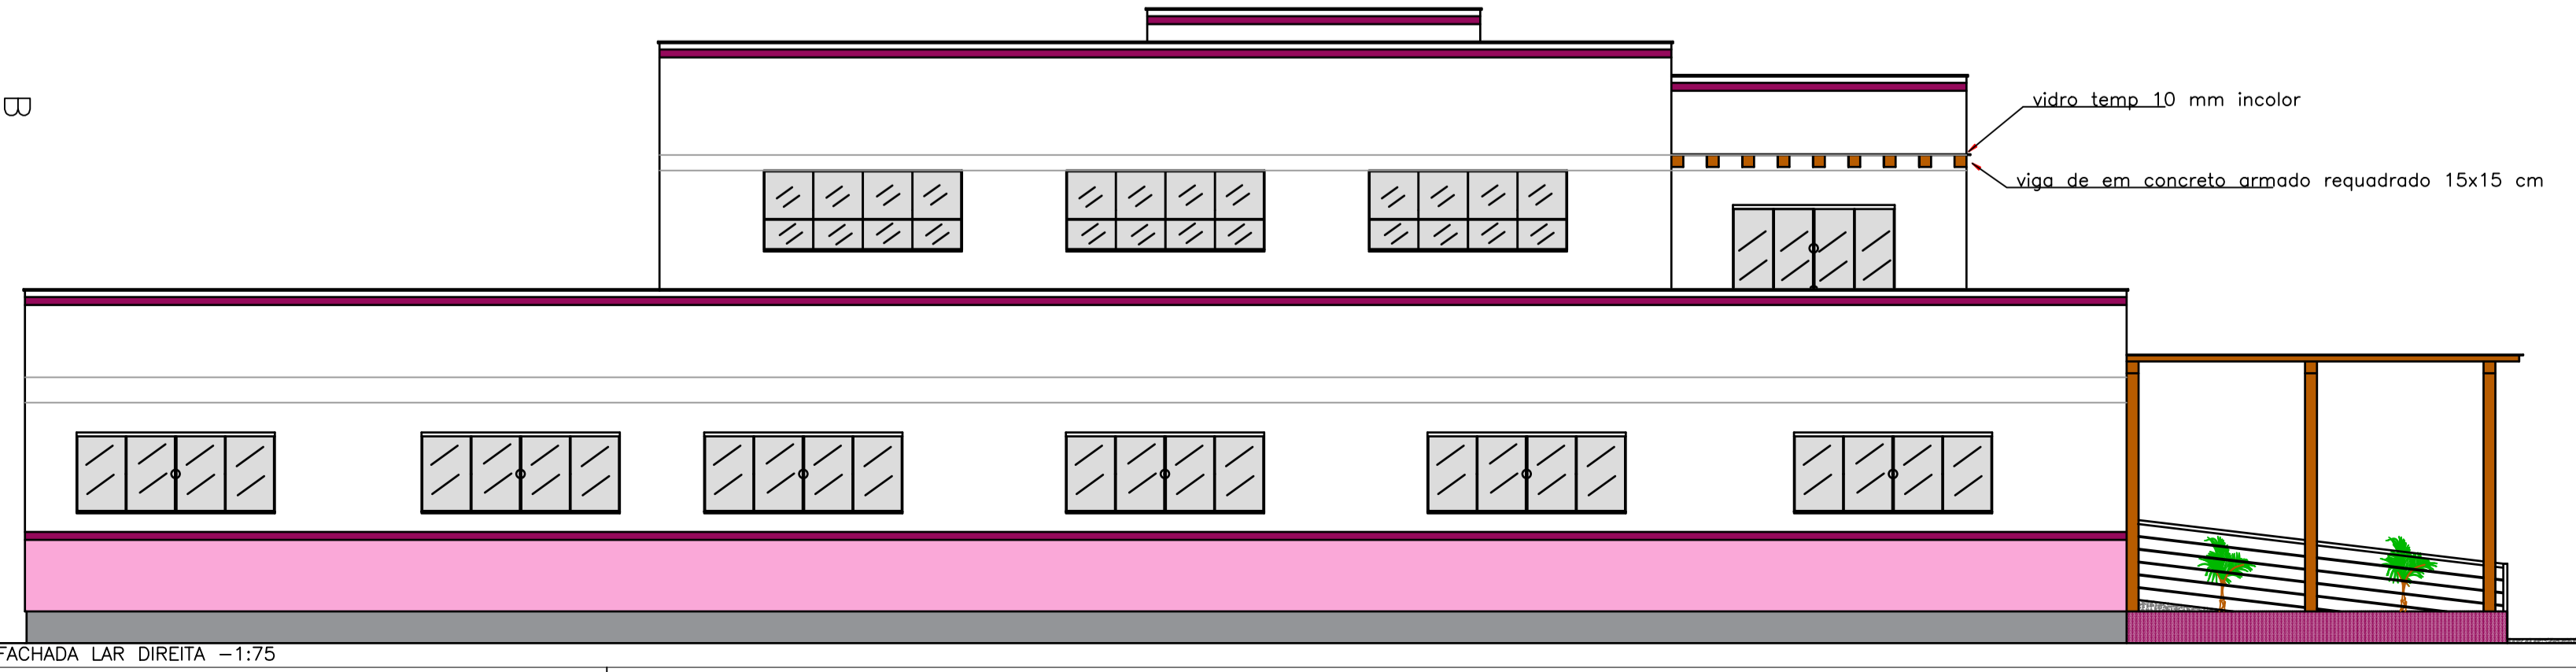 B
vidro temp 10 mm incolor
viga de em concreto armado requadrado 15x15 cm
FACHADA LAR DIREITA -1:75